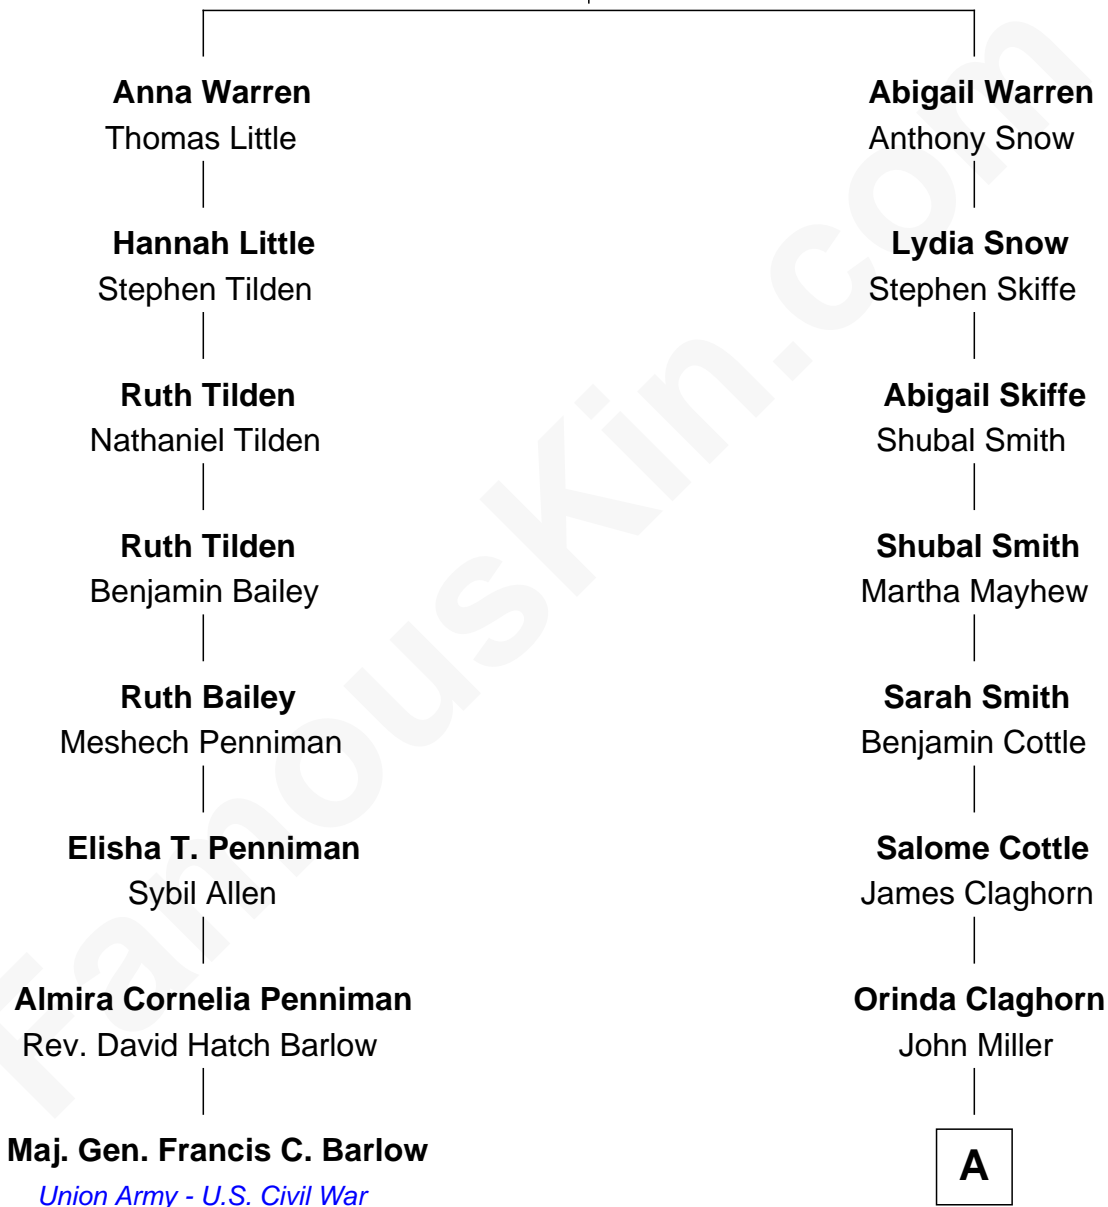 Anna Warren
Thomas Little
Hannah Little
Stephen Tilden
Ruth Tilden
Nathaniel Tilden
Ruth Tilden
Benjamin Bailey
Ruth Bailey
Meshech Penniman
Elisha T. Penniman
Sybil Allen
Almira Cornelia Penniman
Rev. David Hatch Barlow
Maj. Gen. Francis C. Barlow
Union Army - U.S. Civil War
Abigail Warren
Anthony Snow
Lydia Snow
Stephen Skiffe
Abigail Skiffe
Shubal Smith
Shubal Smith
Martha Mayhew
Sarah Smith
Benjamin Cottle
Salome Cottle
James Claghorn
Orinda Claghorn
John Miller
A
FamousKin.com